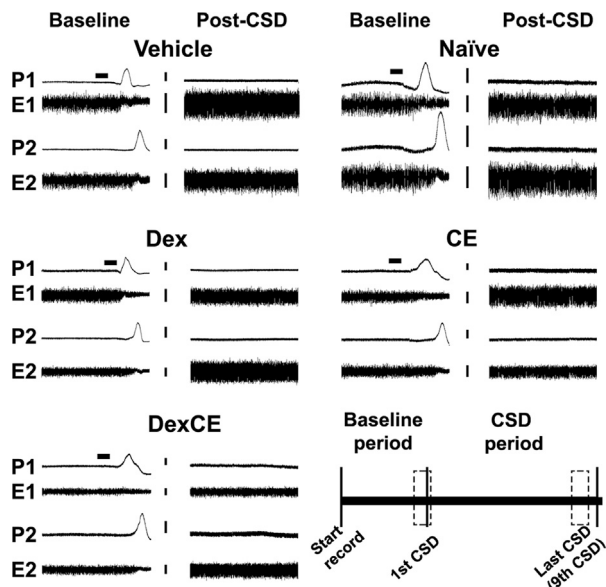 Baseline Post-CSD Baseline Post-CSD
Vehicle Naïve
P1
E1
P2
E2
Dex CE
P1
E1
P2
E2
DexCE
P1
E1
P2
E2
Baseline period
CSD period
Start record
1st CSD
Last CSD
(9th CSD)